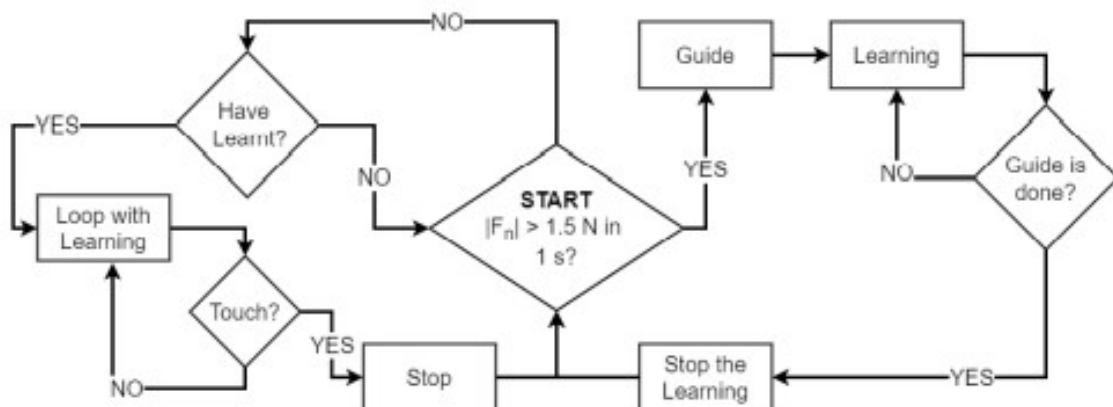 NO
Guide
Learning
Have
Learnt?
YES
NO
YES
NO
Guide is
done?
START
|Fn| > 1.5 N in
1 s?
Loop with
Learning
Touch?
YES
NO
Stop
Stop the
Learning
YES